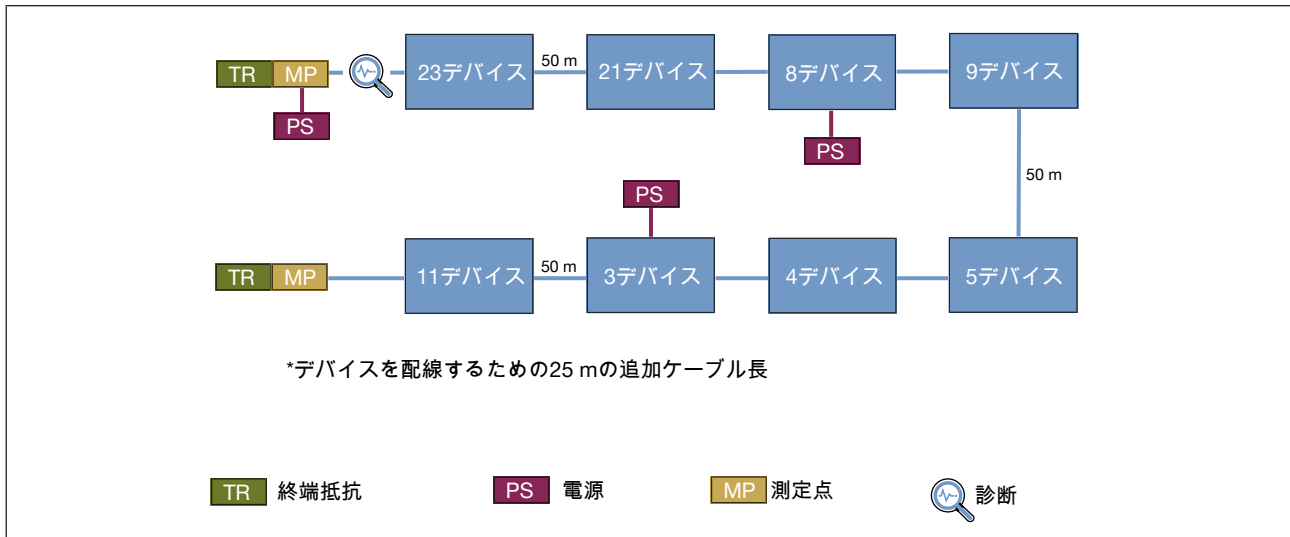 TR MP 23デバイス 50 m 21デバイス 8デバイス 9デバイス
PS PS
50 m
PS
TR MP 11デバイス 50 m 3デバイス 4デバイス 5デバイス
*デバイスを配線するための25 mの追加ケーブル長
TR 終端抵抗 PS 電源 MP 測定点 診断